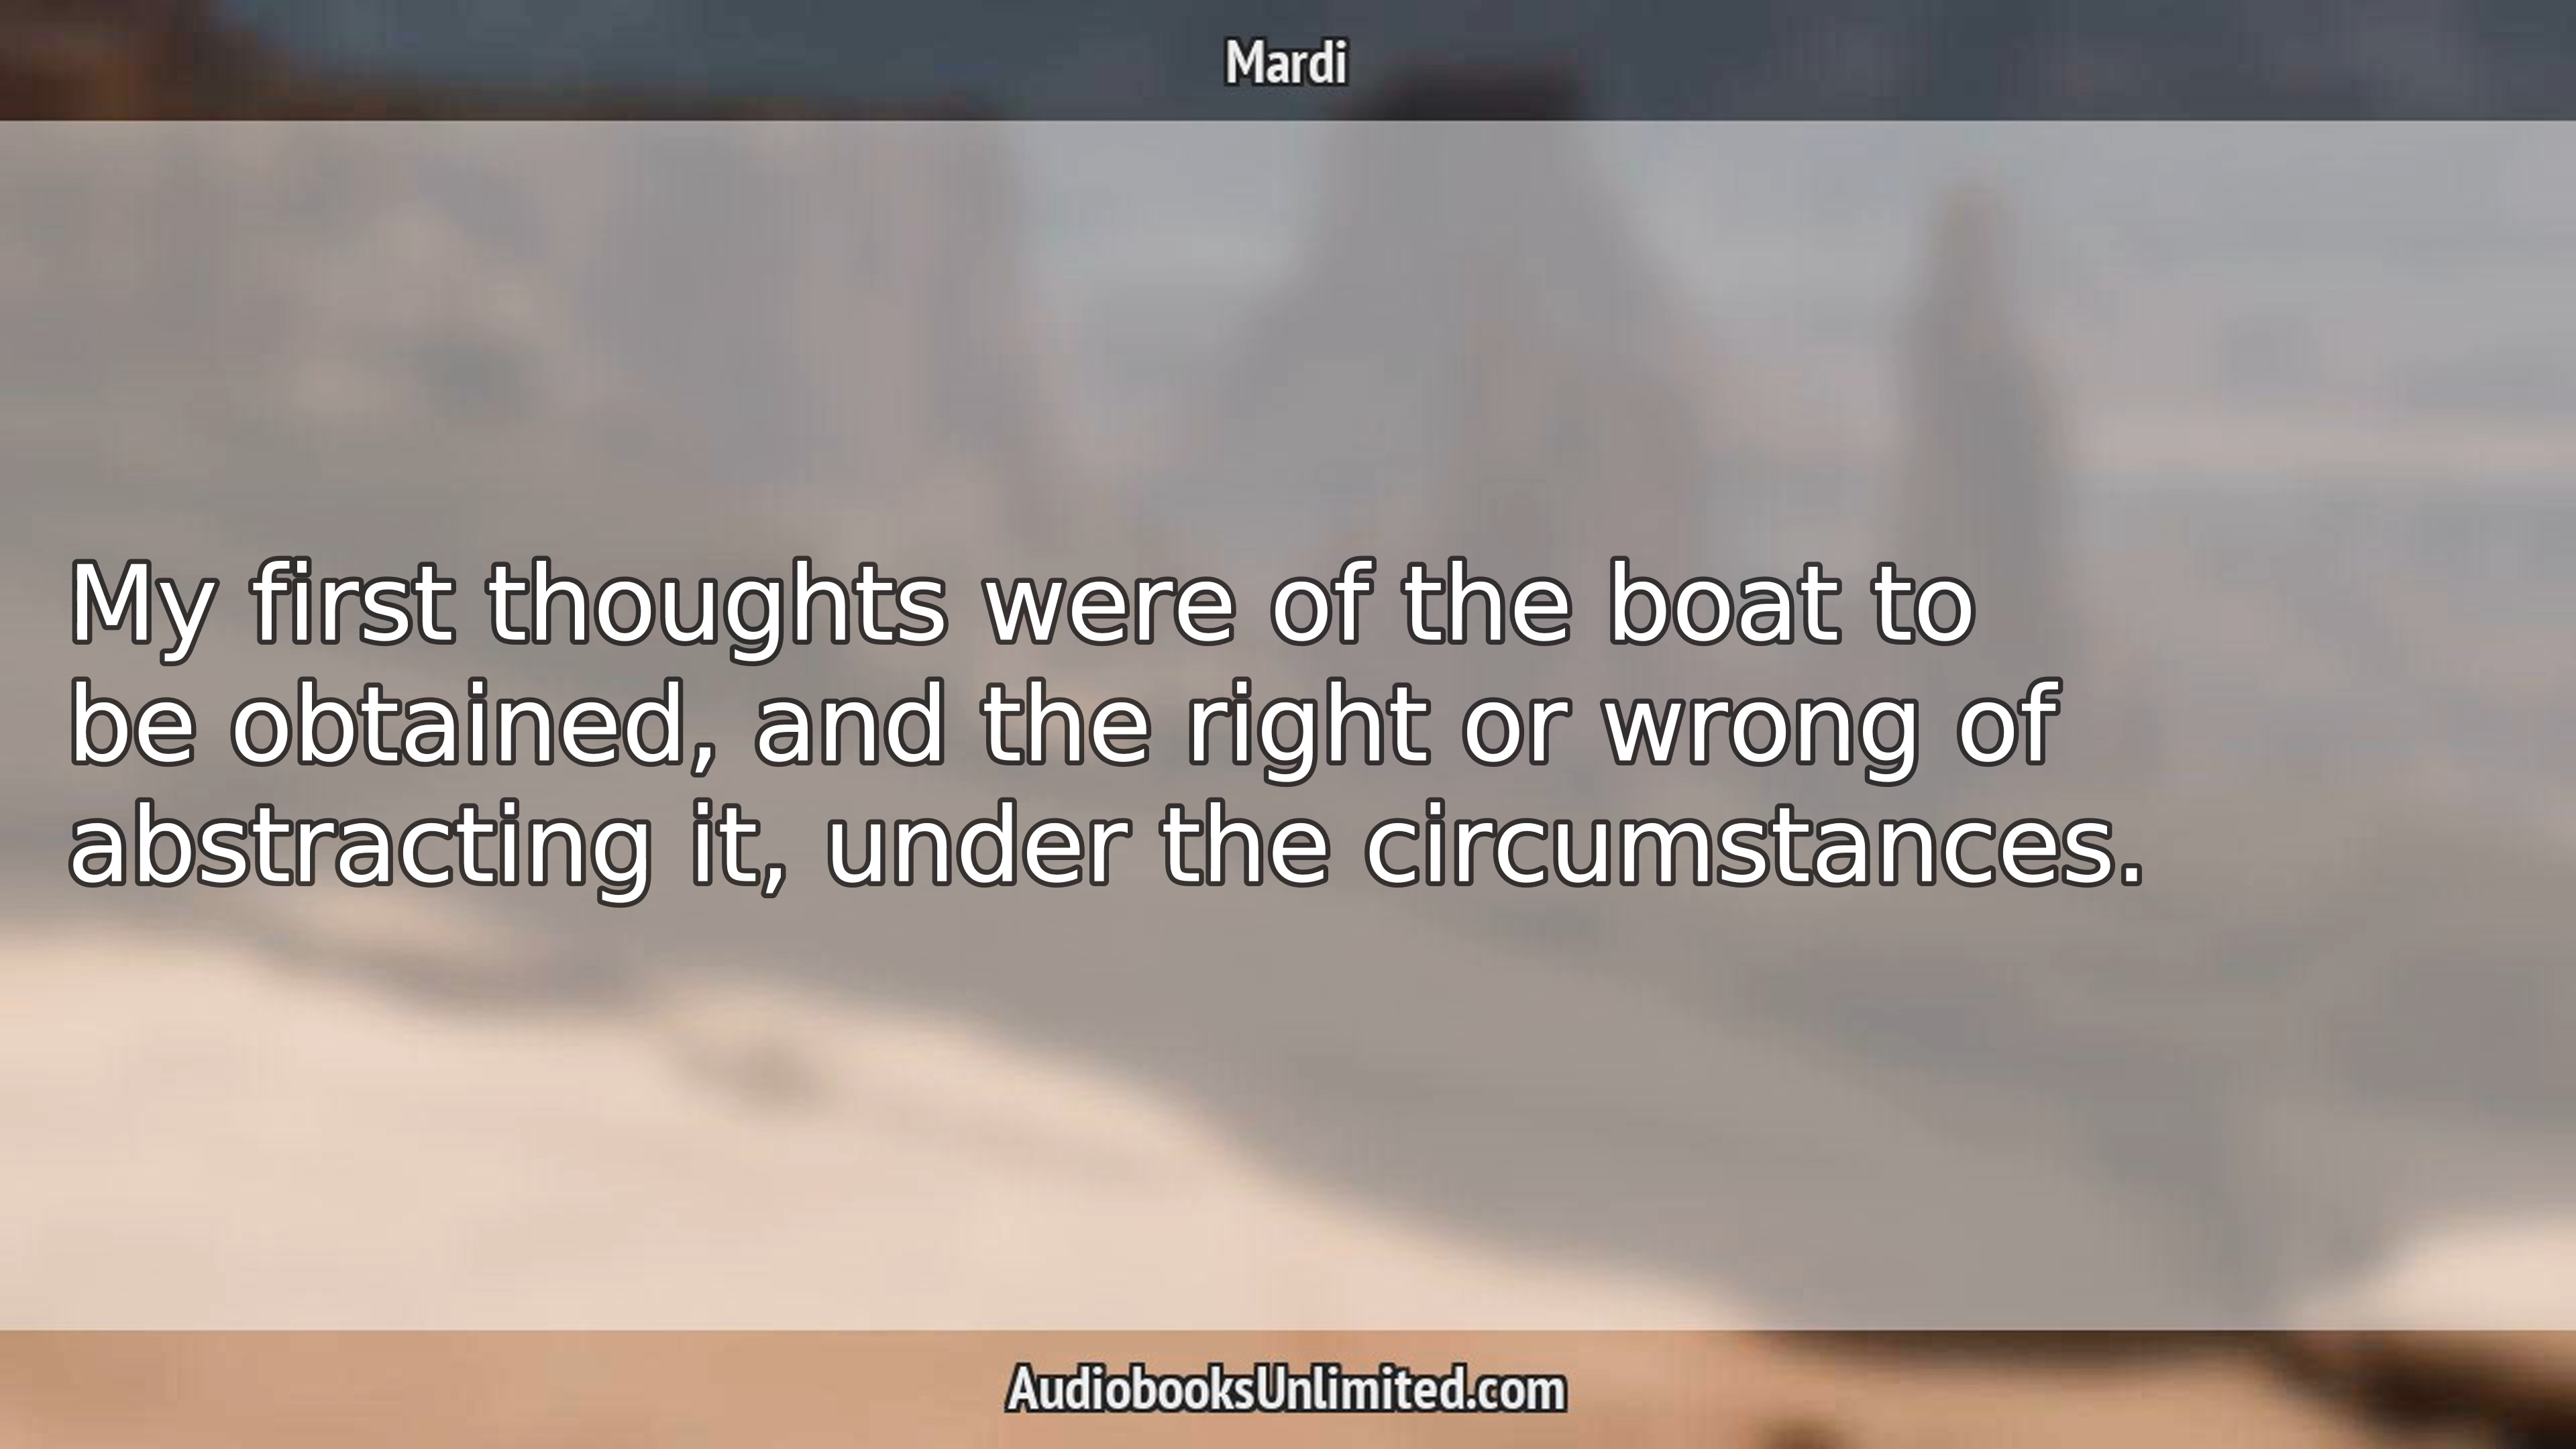 Mardi
My first thoughts were of the boat to
be obtained, and the right or wrong of
abstracting it, under the circumstances.
AudiobooksUnlimited.com